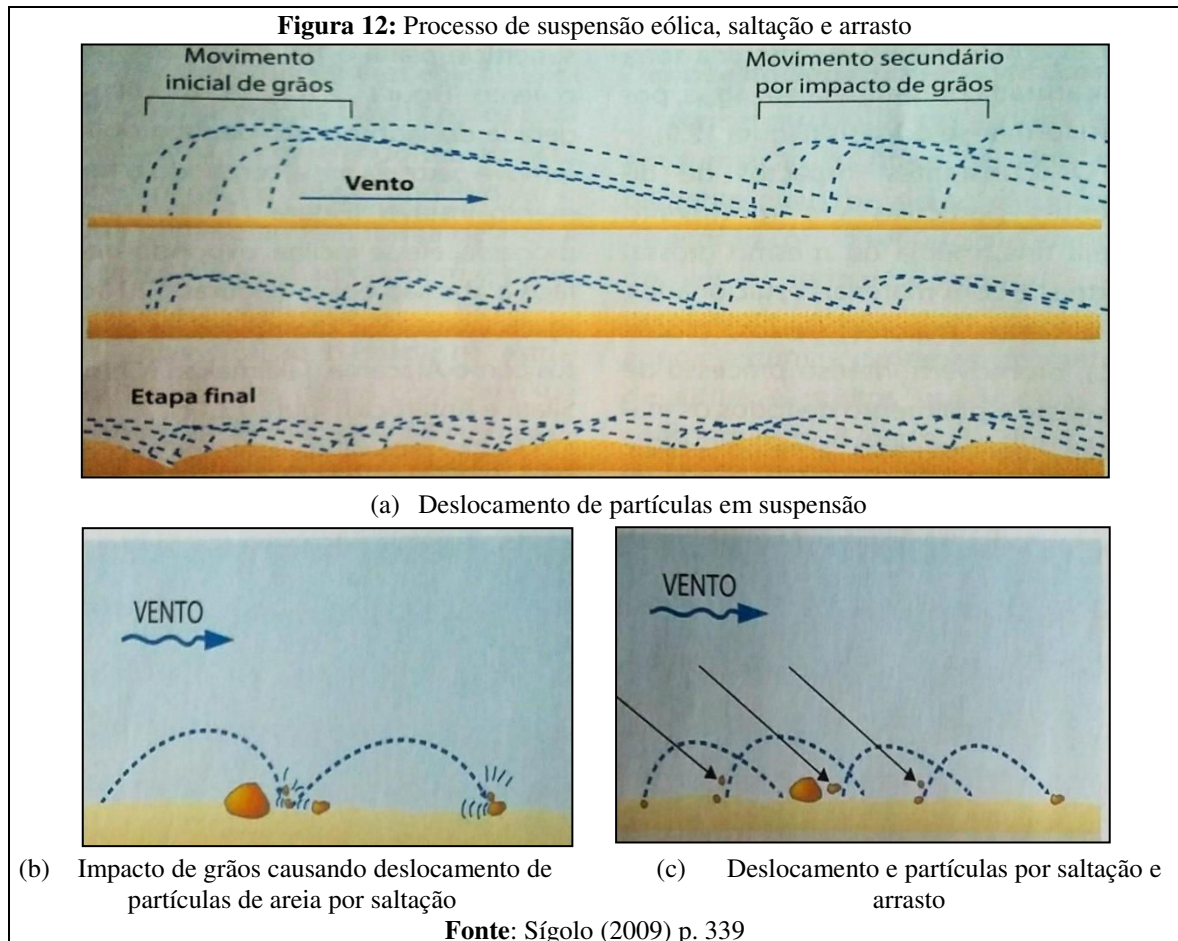 Figura 12: Processo de suspensão eólica, saltação e arrasto
Movimento
inicial de grãos
Movimento secundário
por impacto de grãos
Vento
Etapa final
(a) Deslocamento de partículas em suspensão
VENTO
VENTO
(b) Impacto de grãos causando deslocamento de
partículas de areia por saltação
(c) Deslocamento e partículas por saltação e
arrasto
Fonte: Sígolo (2009) p. 339